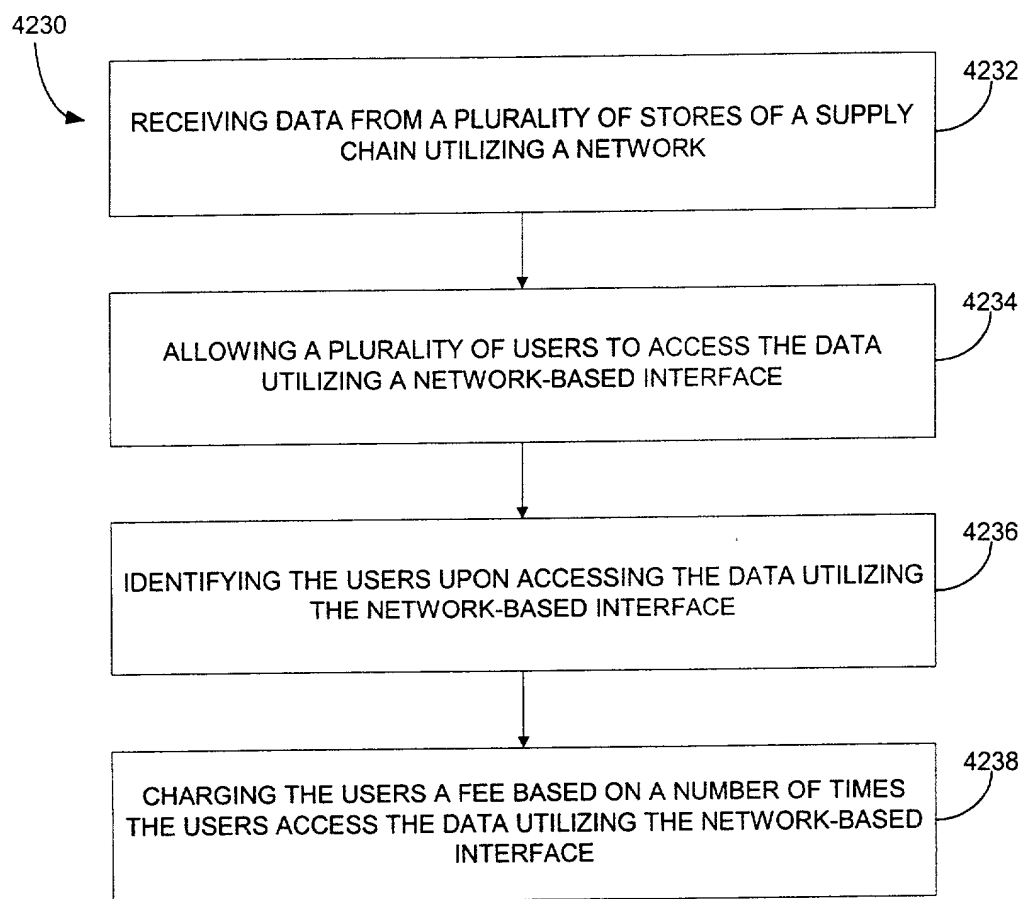 4230
4232
RECEIVING DATA FROM A PLURALITY OF STORES OF A SUPPLY
CHAIN UTILIZING A NETWORK
4234
ALLOWING A PLURALITY OF USERS TO ACCESS THE DATA
UTILIZING A NETWORK-BASED INTERFACE
4236
IDENTIFYING THE USERS UPON ACCESSING THE DATA UTILIZING
THE NETWORK-BASED INTERFACE
4238
CHARGING THE USERS A FEE BASED ON A NUMBER OF TIMES
THE USERS ACCESS THE DATA UTILIZING THE NETWORK-BASED
INTERFACE